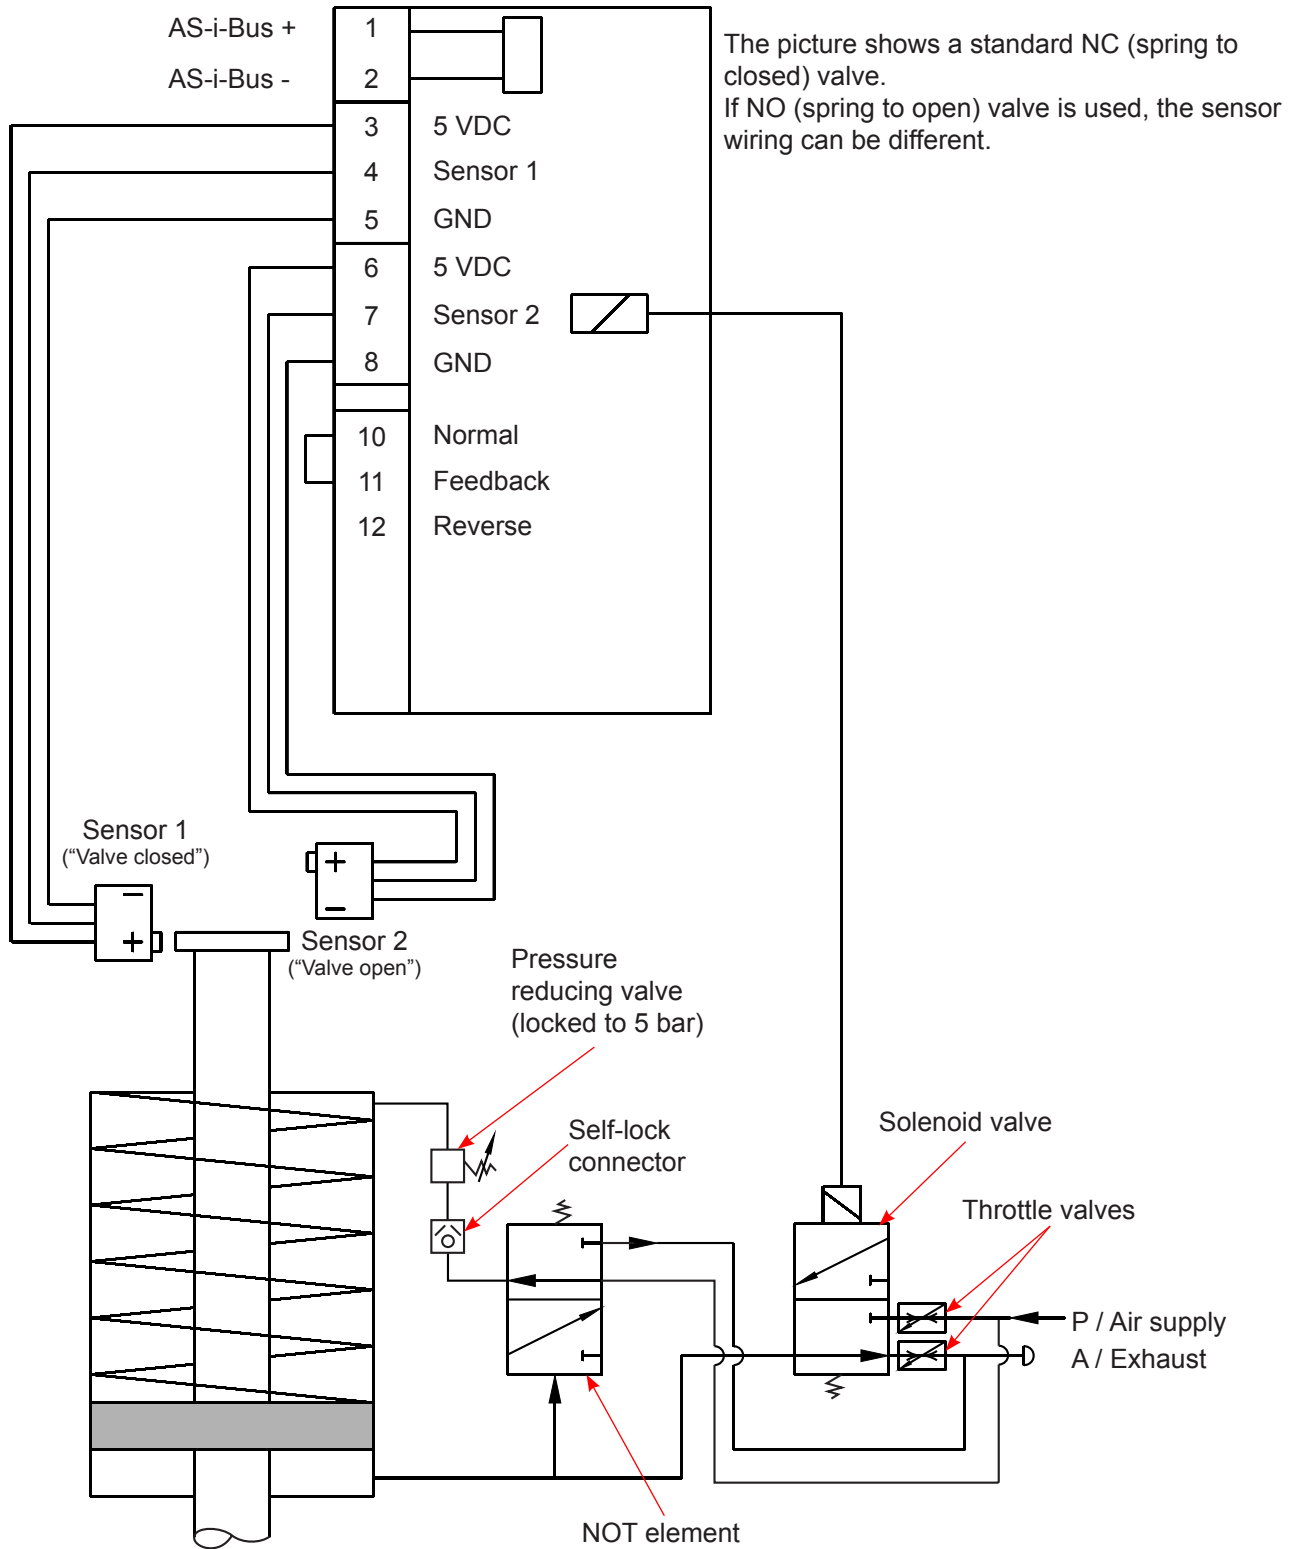 AS-i-Bus + 1
AS-i-Bus - 2
The picture shows a standard NC (spring to
closed) valve.
If NO (spring to open) valve is used, the sensor
wiring can be different.
3 5 VDC
4 Sensor 1
5 GND
6 5 VDC
7 Sensor 2
8 GND
10 Normal
11 Feedback
12 Reverse
Sensor 1
(“Valve closed”)
Sensor 2
(“Valve open”)
Pressure
reducing valve
(locked to 5 bar)
Self-lock
connector
Solenoid valve
Throttle valves
P / Air supply
A / Exhaust
NOT element